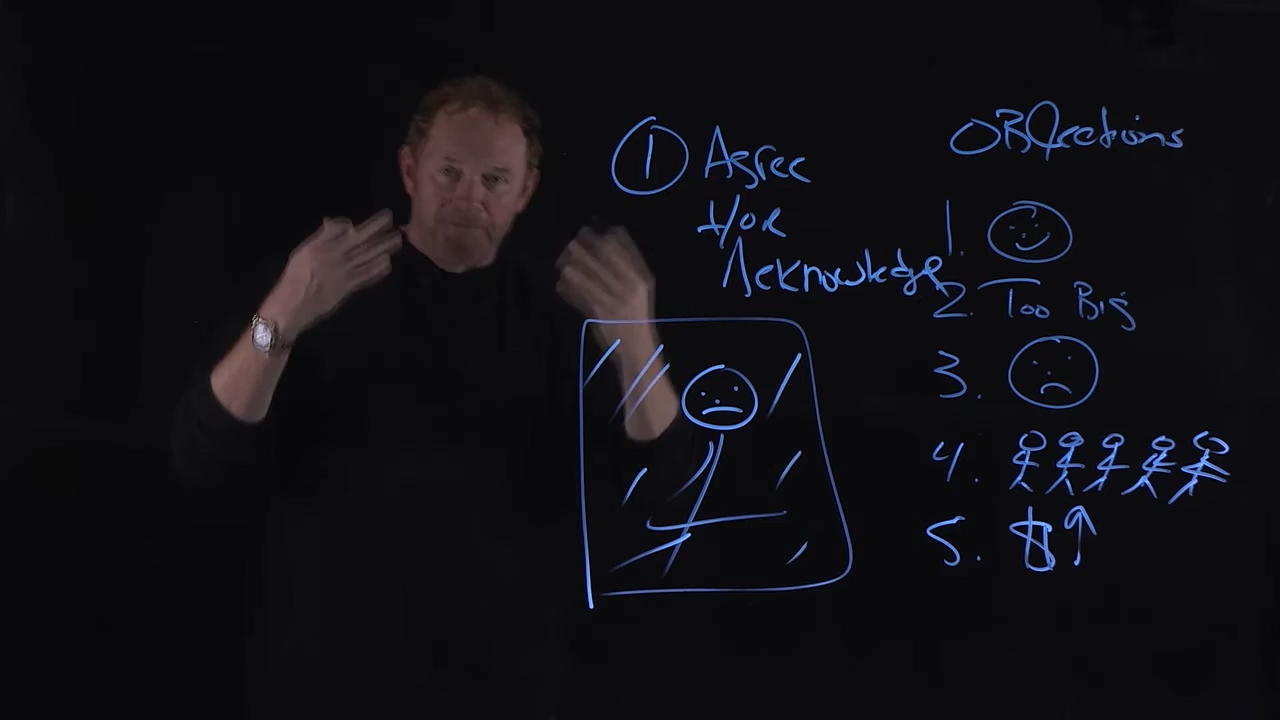 1 Agree
+/or
Acknowledge
OBjections
1.
2. Too Big
3.
4.
5. $↑